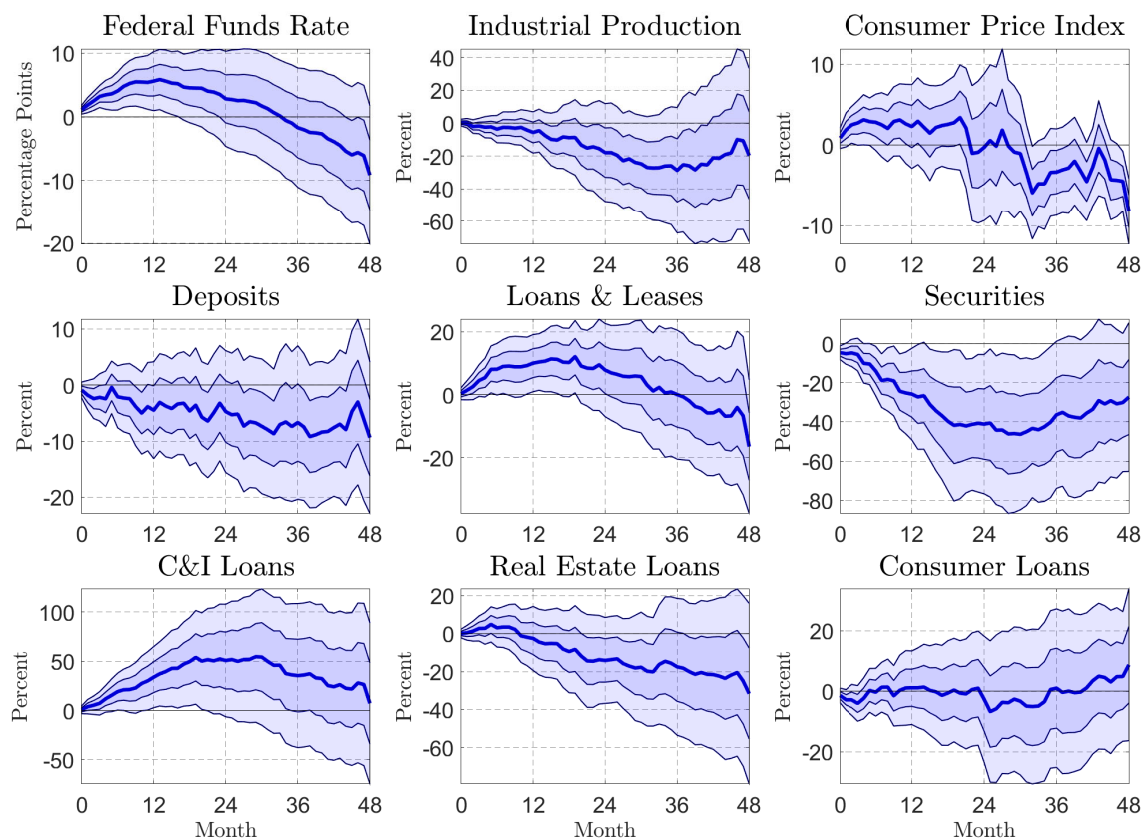 Federal Funds Rate
Industrial Production
Consumer Price Index
Percentage Points
10
0
-10
-20
0 12 24 36 48
Percent
40
20
0
-20
-40
-60
0 12 24 36 48
Percent
10
0
-10
0 12 24 36 48
Deposits
Loans & Leases
Securities
Percent
10
0
-10
-20
0 12 24 36 48
Percent
20
0
-20
0 12 24 36 48
Percent
0
-20
-40
-60
-80
0 12 24 36 48
C&I Loans
Real Estate Loans
Consumer Loans
Percent
100
50
0
-50
0 12 24 36 48
Month
Percent
20
0
-20
-40
-60
0 12 24 36 48
Month
Percent
20
0
-20
0 12 24 36 48
Month